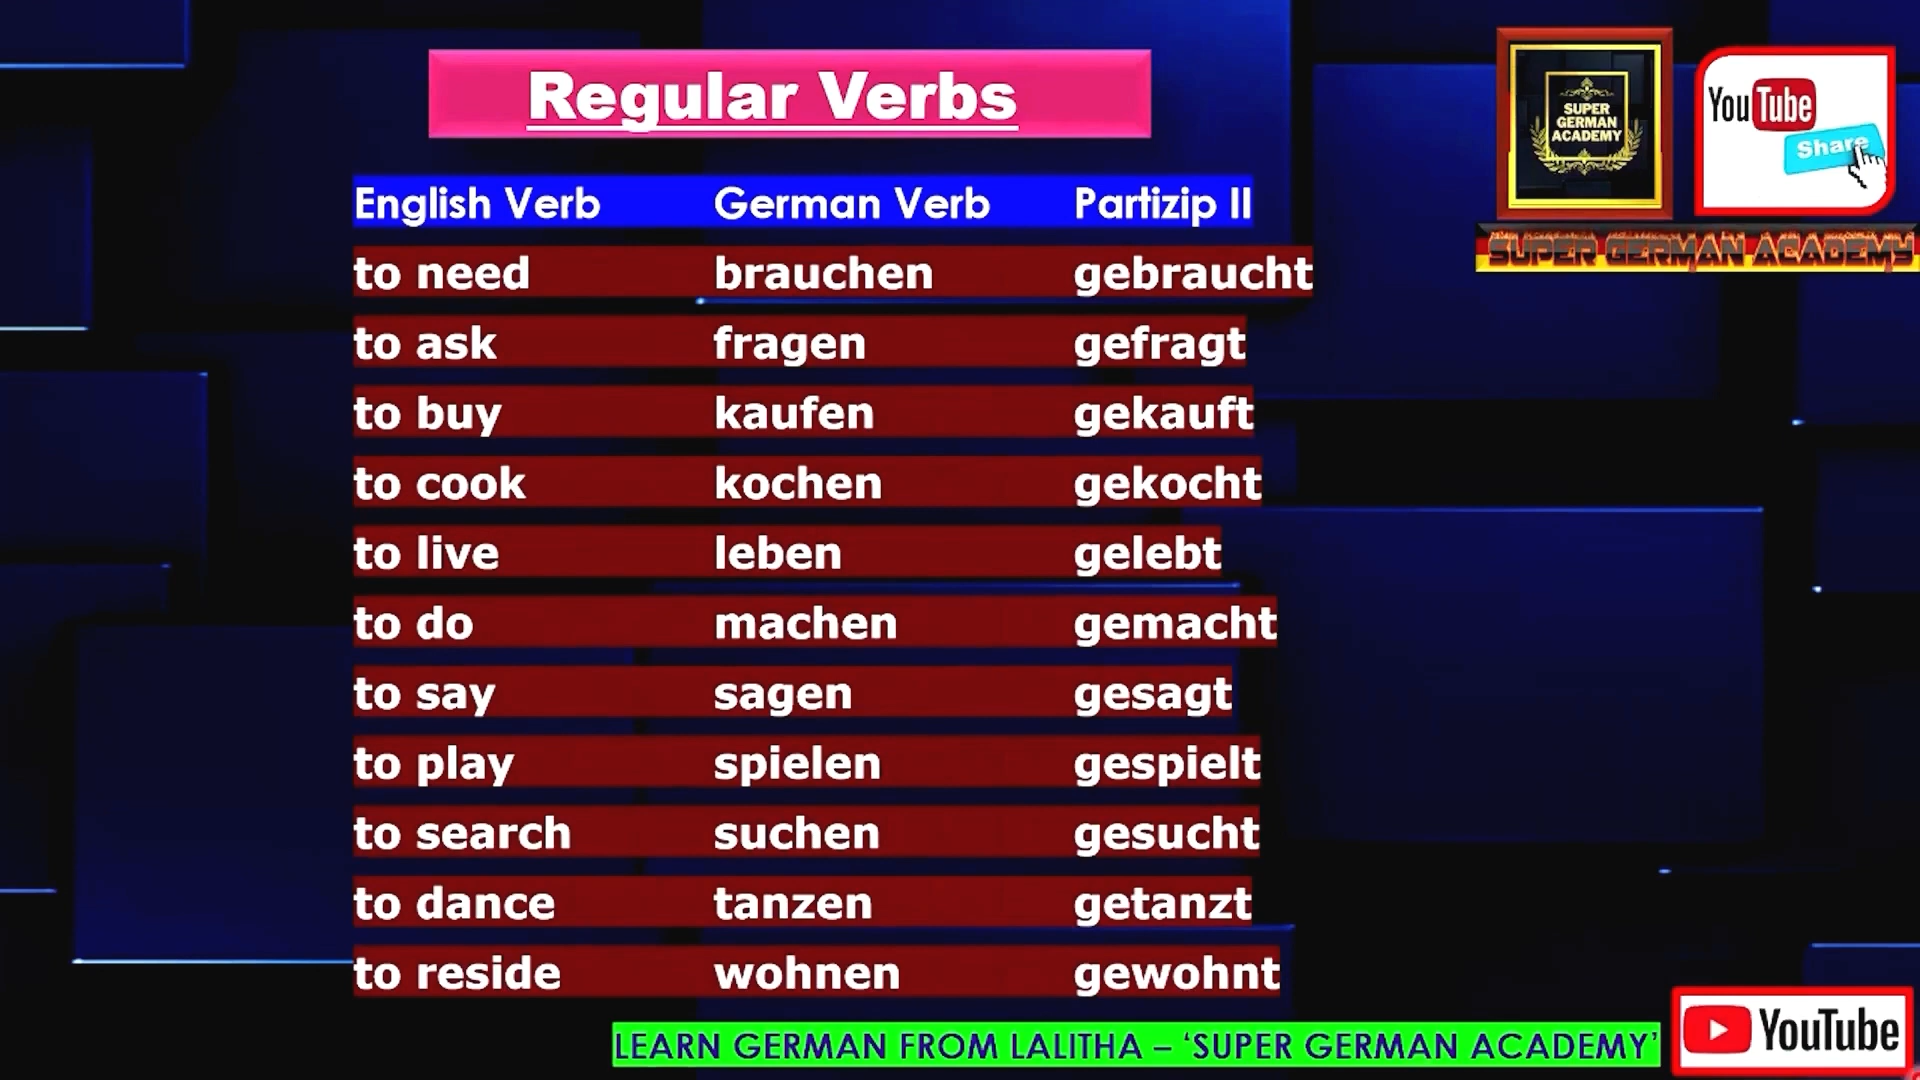 Regular Verbs
SUPER
GERMAN
ACADEMY
YouTube
Share
SUPER GERMAN ACADEMY
English Verb German Verb Partizip II
to need brauchen gebraucht
to ask fragen gefragt
to buy kaufen gekauft
to cook kochen gekocht
to live leben gelebt
to do machen gemacht
to say sagen gesagt
to play spielen gespielt
to search suchen gesucht
to dance tanzen getanzt
to reside wohnen gewohnt
LEARN GERMAN FROM LALITHA – ‘SUPER GERMAN ACADEMY’
YouTube